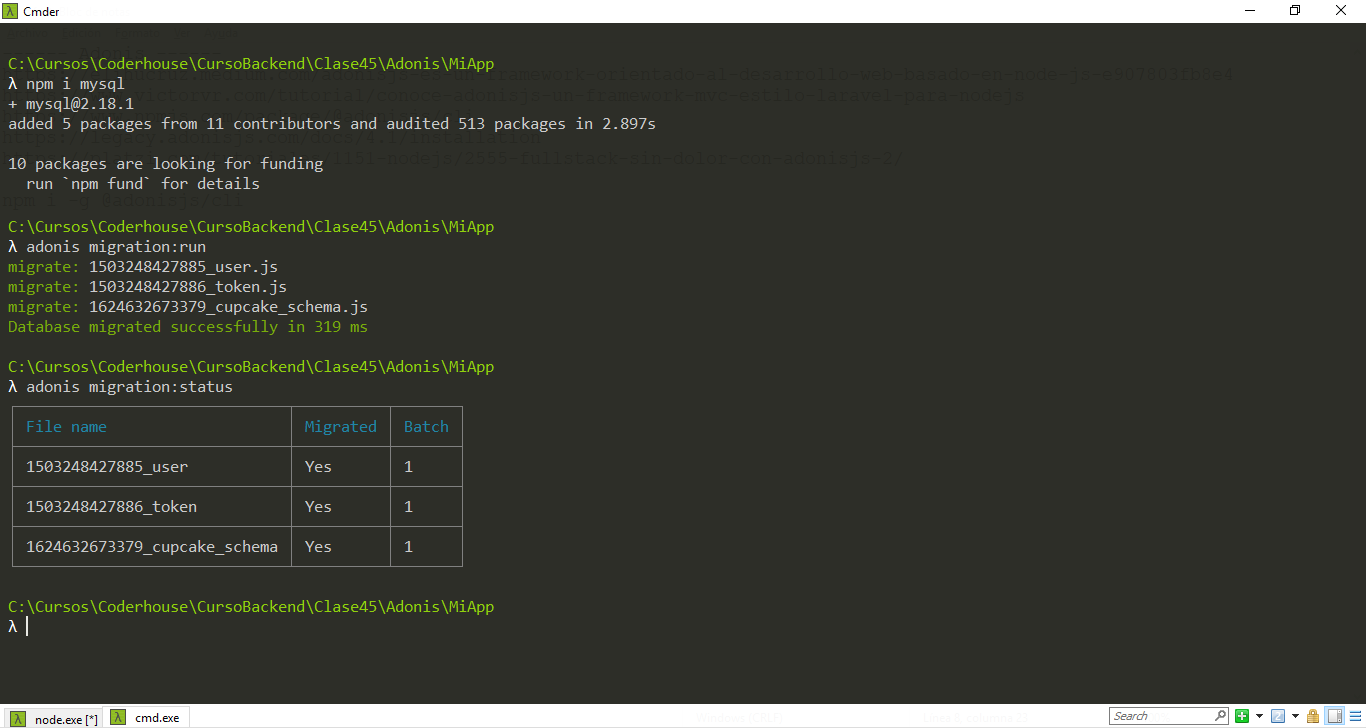 Cmder
C:\Cursos\Coderhouse\CursoBackend\Clase45\Adonis\MiApp
λ npm i mysql
+ mysql@2.18.1
added 5 packages from 11 contributors and audited 513 packages in 2.897s
10 packages are looking for funding
run `npm fund` for details
C:\Cursos\Coderhouse\CursoBackend\Clase45\Adonis\MiApp
λ adonis migration:run
migrate: 1503248427885_user.js
migrate: 1503248427886_token.js
migrate: 1624632673379_cupcake_schema.js
Database migrated successfully in 319 ms
C:\Cursos\Coderhouse\CursoBackend\Clase45\Adonis\MiApp
λ adonis migration:status
File name Migrated Batch
1503248427885_user Yes 1
1503248427886_token Yes 1
1624632673379_cupcake_schema Yes 1
C:\Cursos\Coderhouse\CursoBackend\Clase45\Adonis\MiApp
λ
λ node.exe [*] λ cmd.exe Search